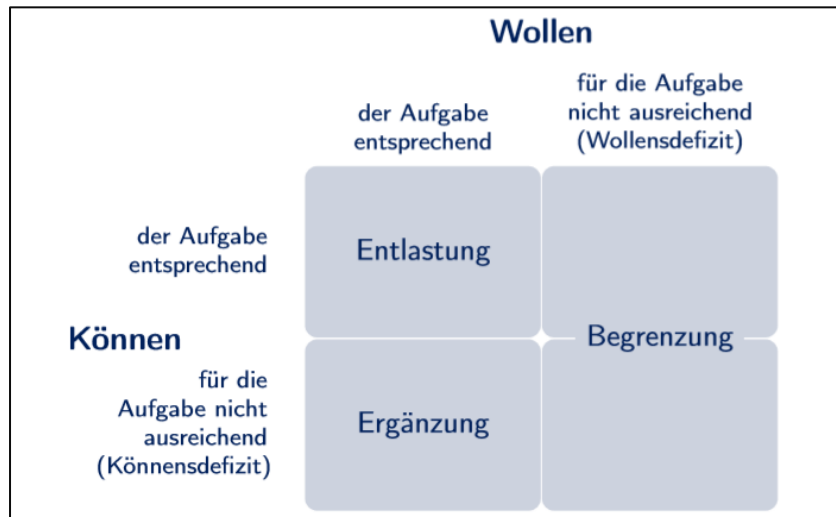 Wollen
der Aufgabe
entsprechend
für die Aufgabe
nicht ausreichend
(Wollensdefizit)
der Aufgabe
entsprechend
Entlastung
Können
Begrenzung
für die
Aufgabe nicht
ausreichend
(Könnensdefizit)
Ergänzung